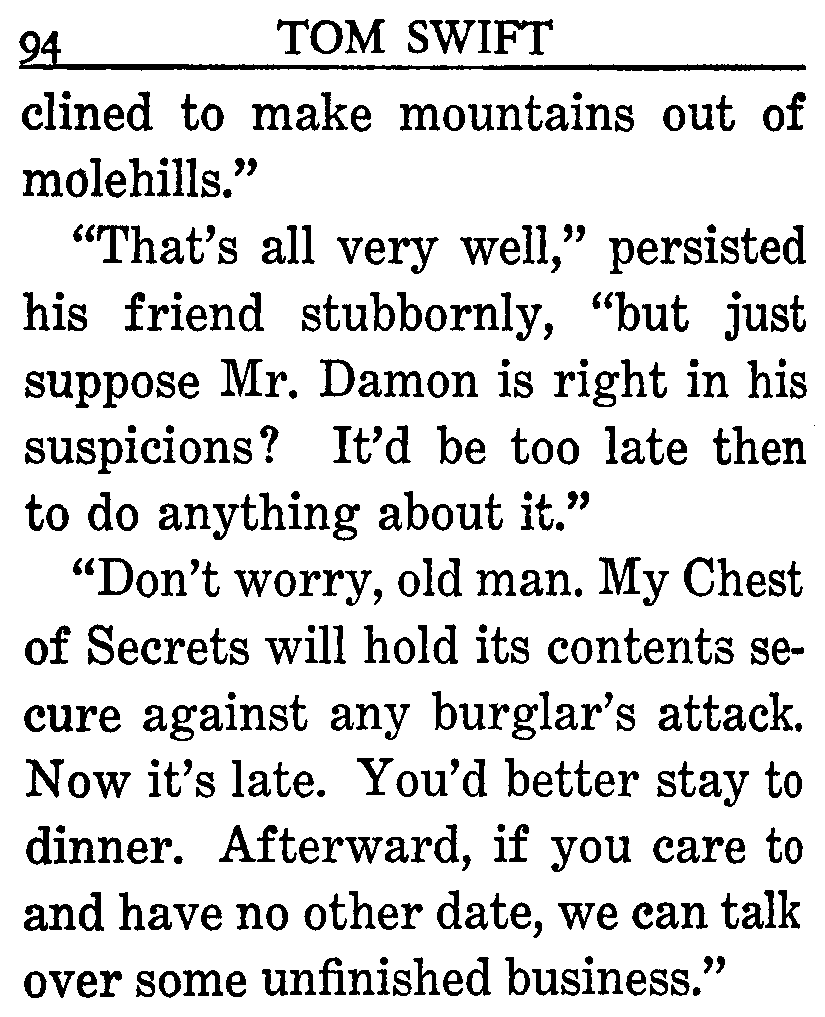 94 TOM SWIFT
clined to make mountains out of
molehills.”
“That’s all very well,” persisted
his friend stubbornly, “but just
suppose Mr. Damon is right in his
suspicions? It’d be too late then
to do anything about it.”
“Don’t worry, old man. My Chest
of Secrets will hold its contents se-
cure against any burglar’s attack.
Now it’s late. You’d better stay to
dinner. Afterward, if you care to
and have no other date, we can talk
over some unfinished business.”